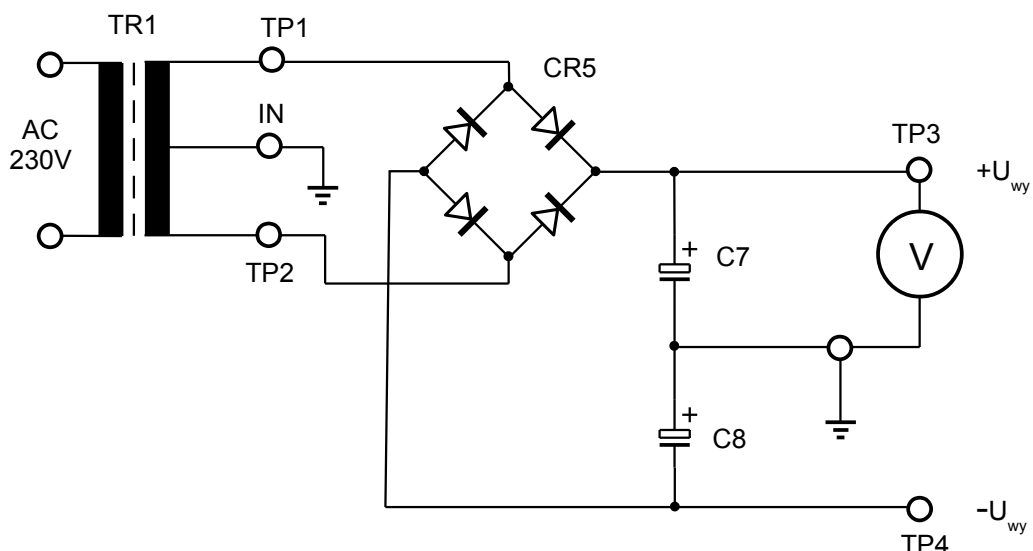 TR1
TP1
CR5
IN
AC
230V
TP3
+U wy
V
C7
TP2
+
+
C8
−U wy
TP4